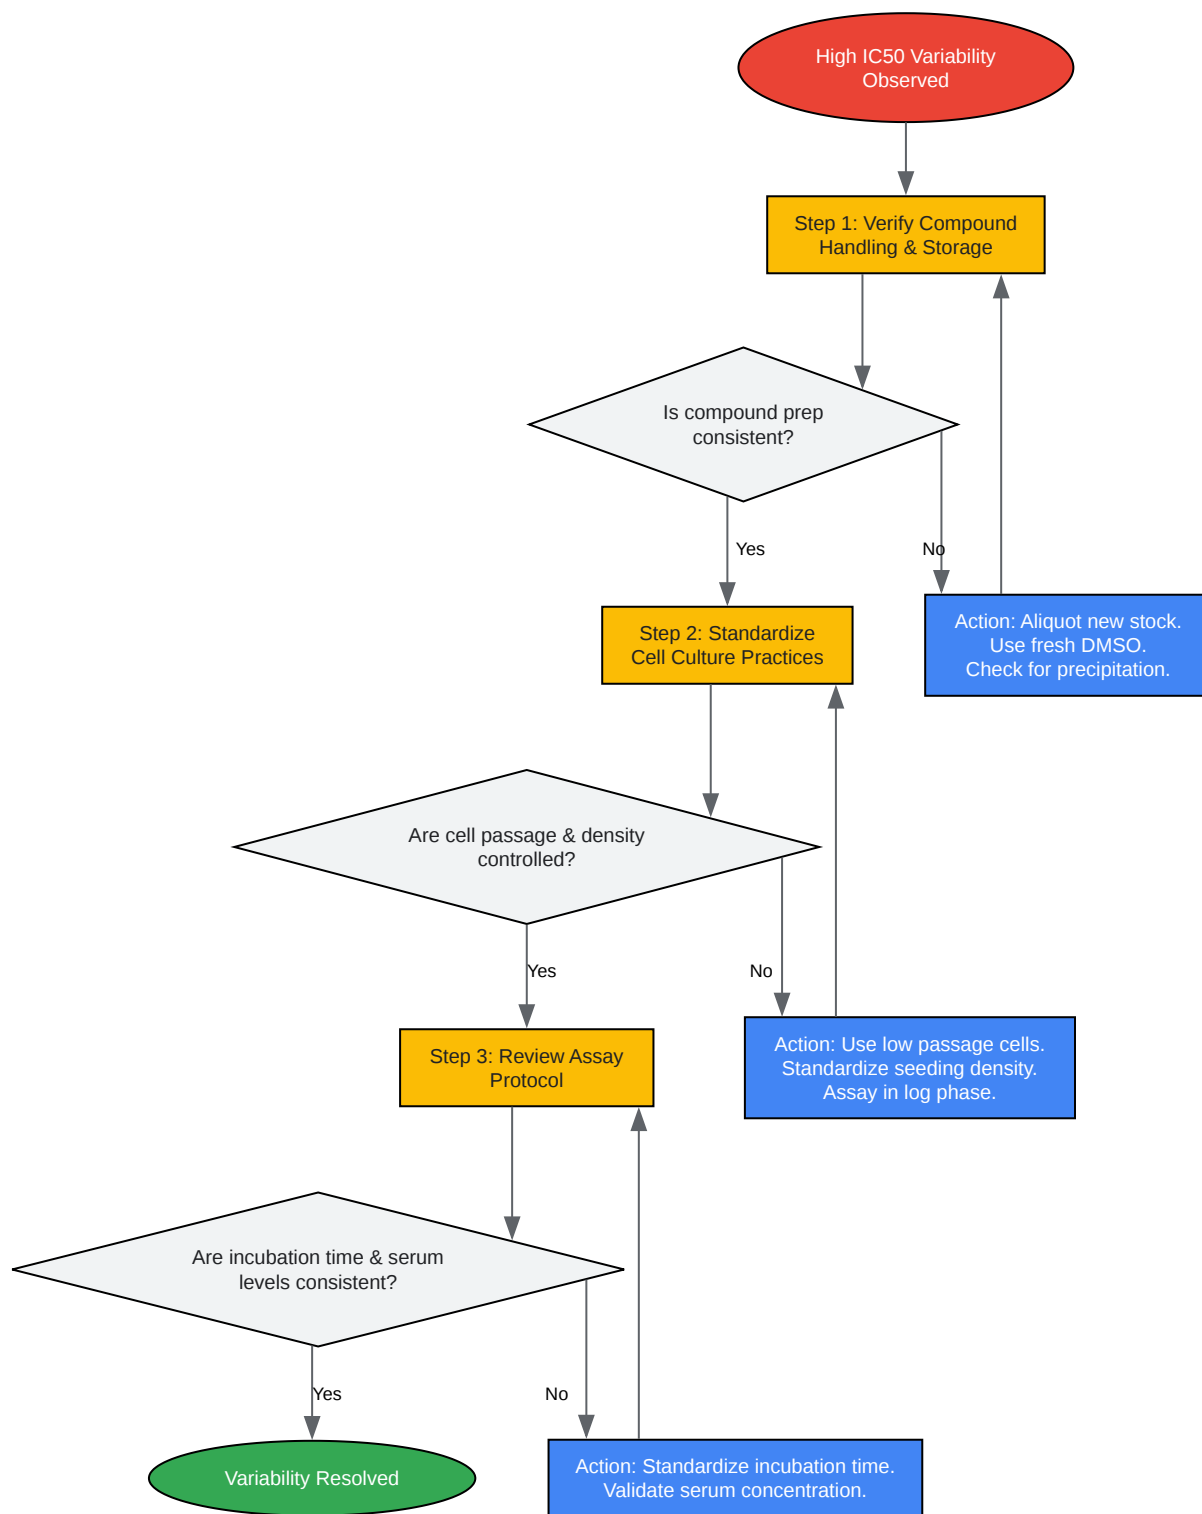 High IC50 Variability
Observed
Step 1: Verify Compound
Handling & Storage
Is compound prep
consistent?
Yes
No
Action: Aliquot new stock.
Use fresh DMSO.
Check for precipitation.
Step 2: Standardize
Cell Culture Practices
Are cell passage & density
controlled?
Yes
No
Action: Use low passage cells.
Standardize seeding density.
Assay in log phase.
Step 3: Review Assay
Protocol
Are incubation time & serum
levels consistent?
Yes
No
Action: Standardize incubation time.
Validate serum concentration.
Variability Resolved